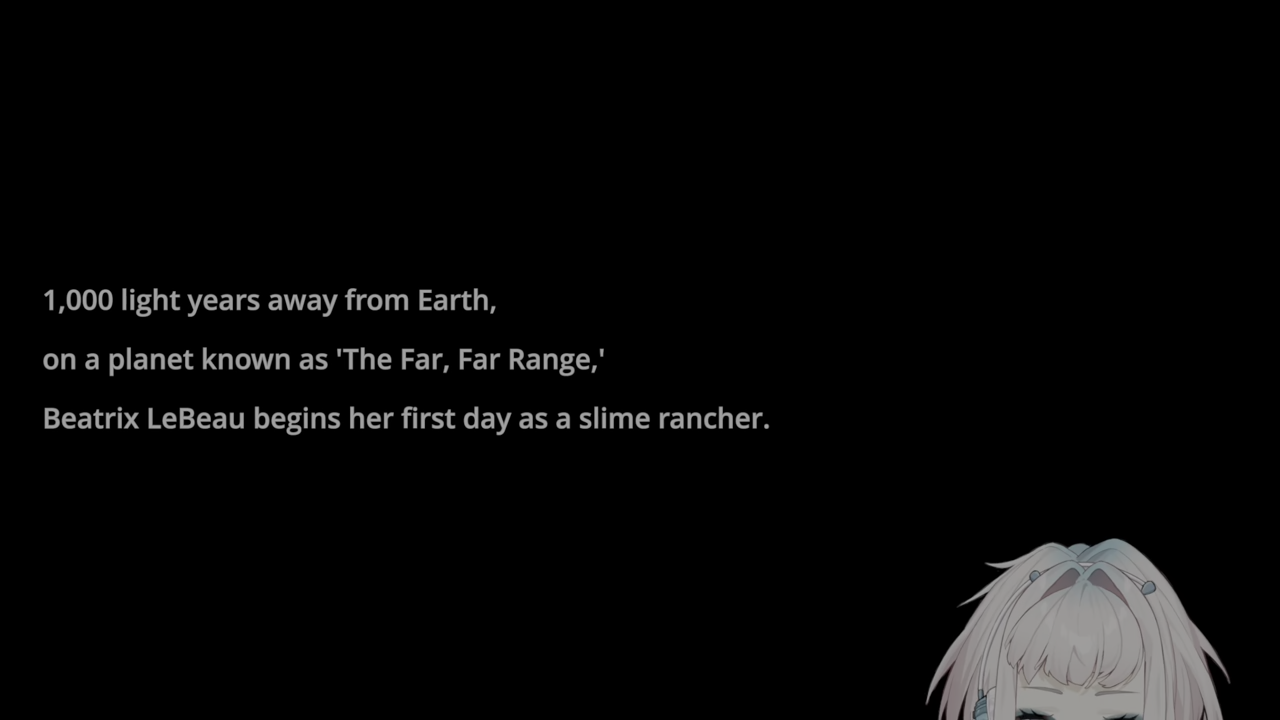 1,000 light years away from Earth,
on a planet known as 'The Far, Far Range,'
Beatrix LeBeau begins her first day as a slime rancher.